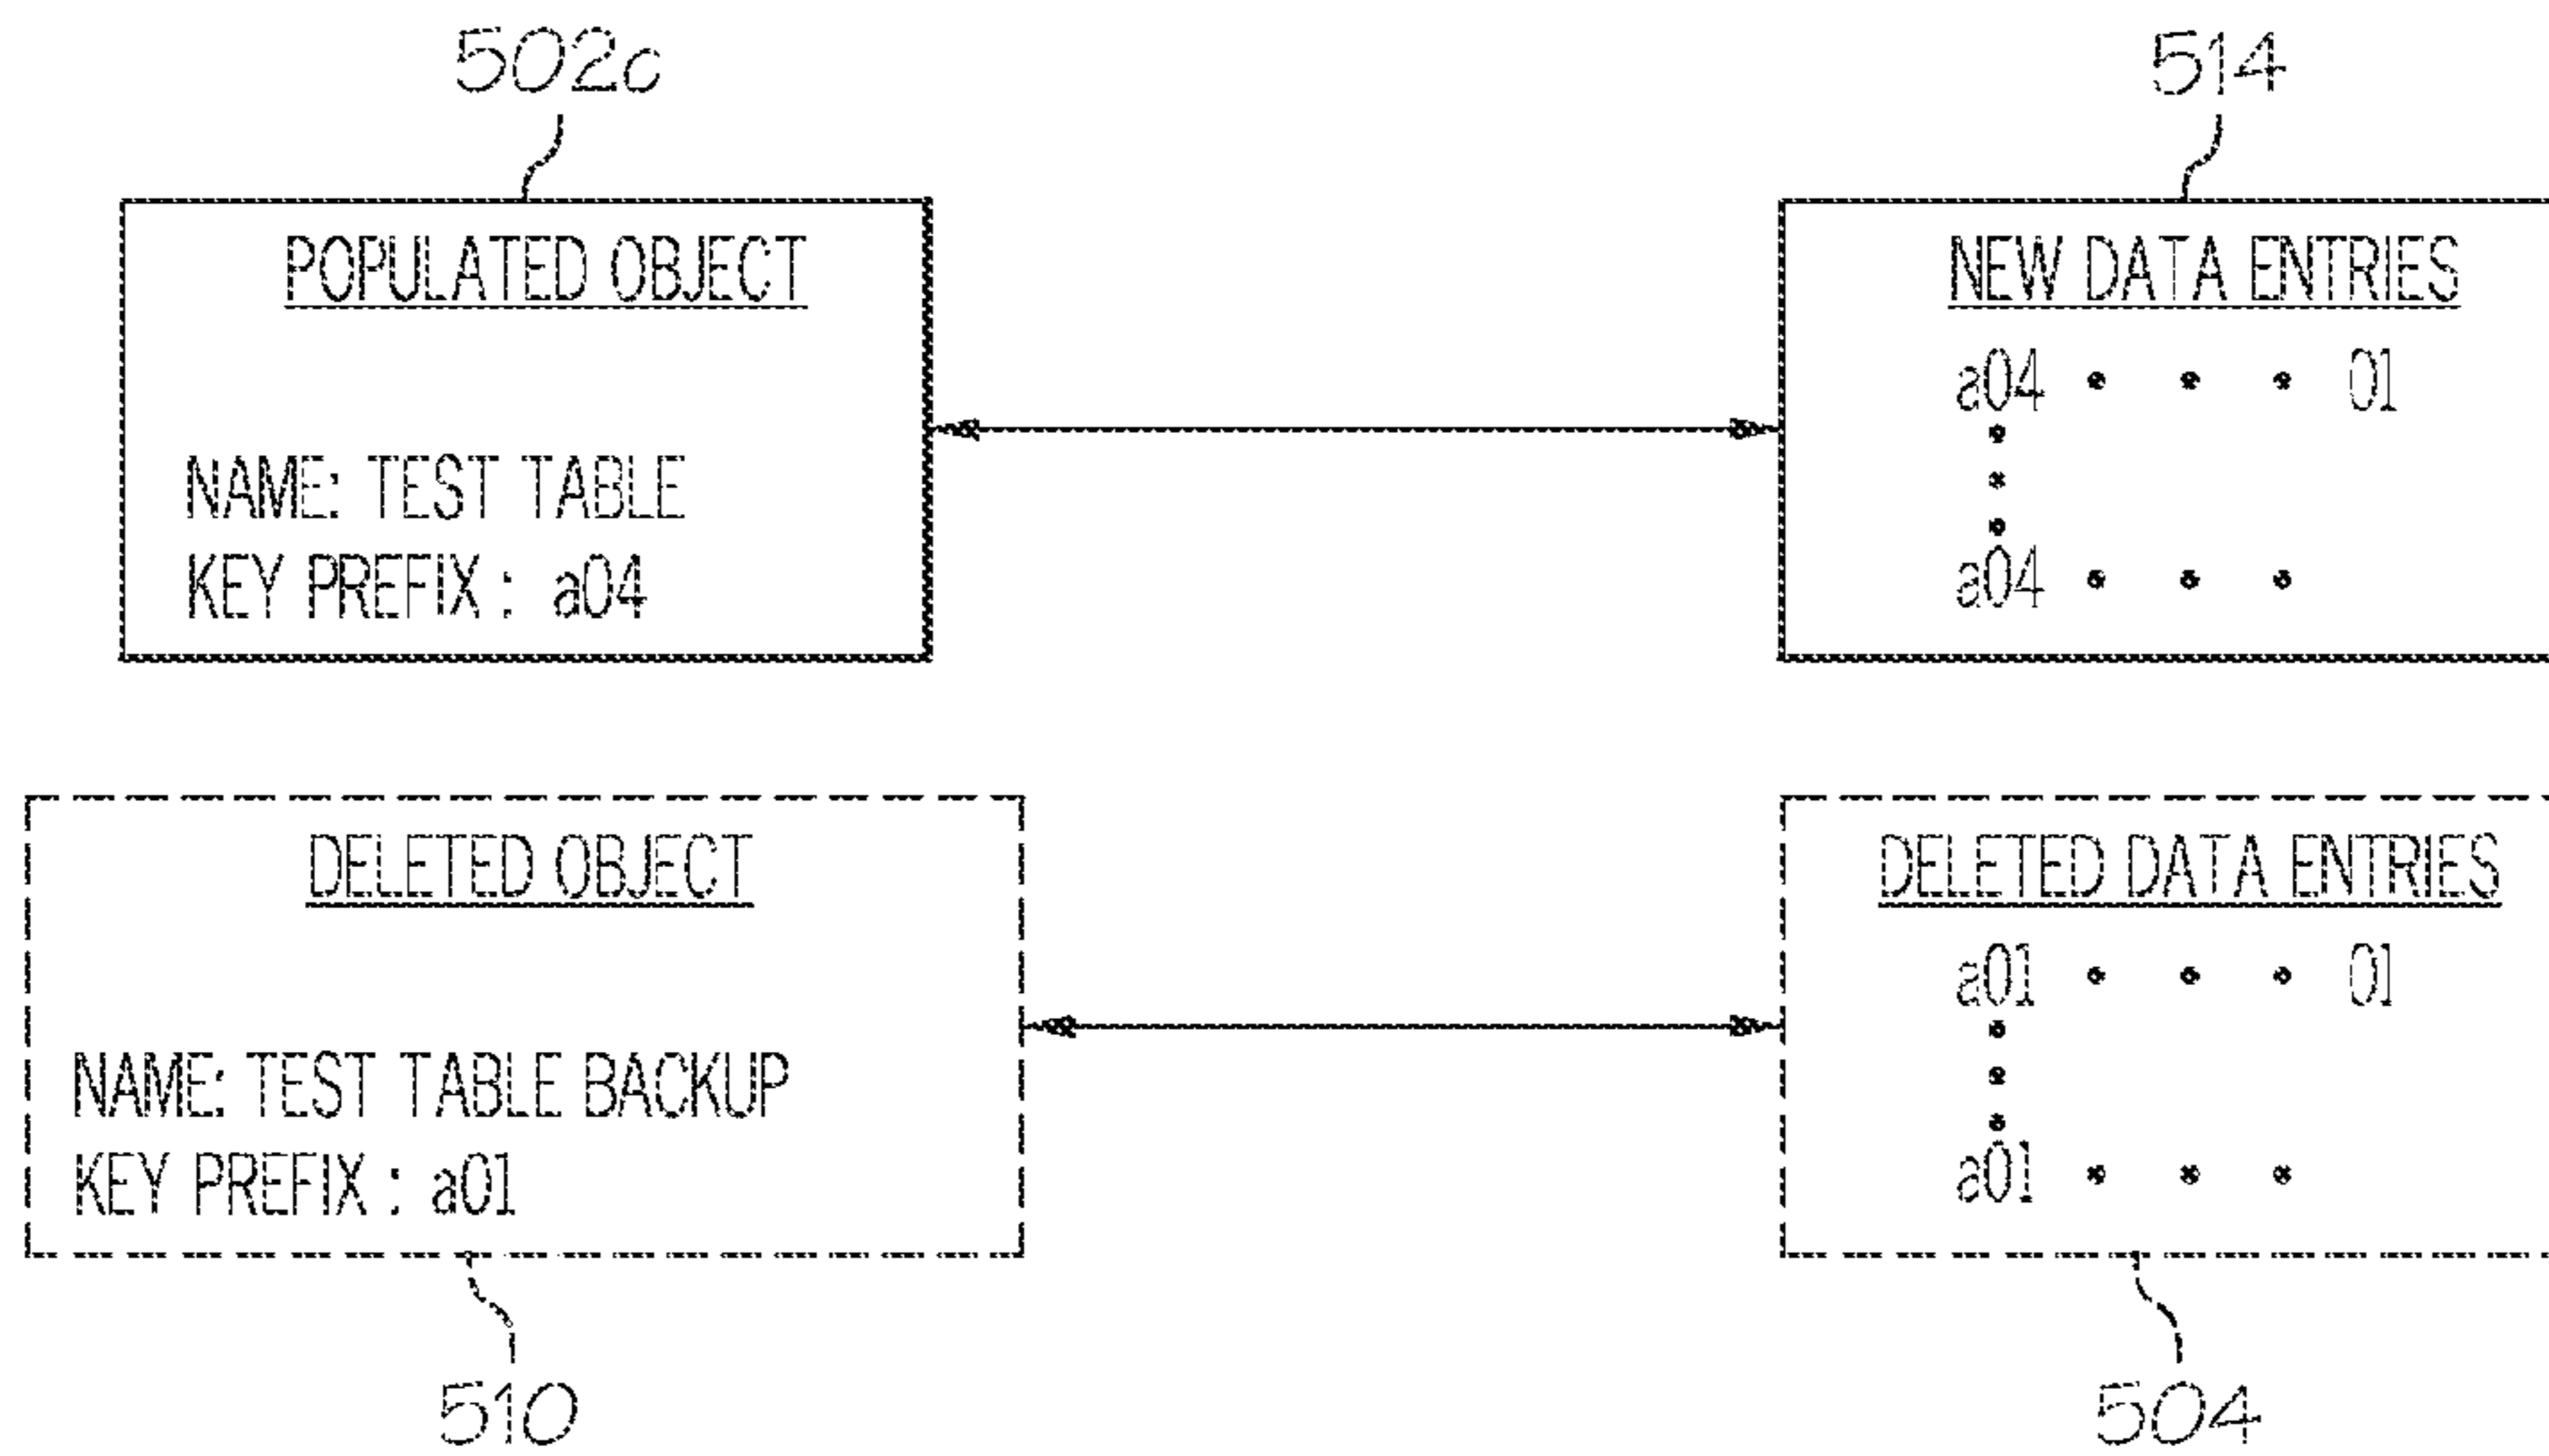 502c
514
POPULATED OBJECT
NAME: TEST TABLE
KEY PREFIX : a04
NEW DATA ENTRIES
a04 • • • 01
•
•
•
a04 • • •
DELETED OBJECT
NAME: TEST TABLE BACKUP
KEY PREFIX : a01
DELETED DATA ENTRIES
a01 • • • 01
•
•
•
a01 • • •
510
504